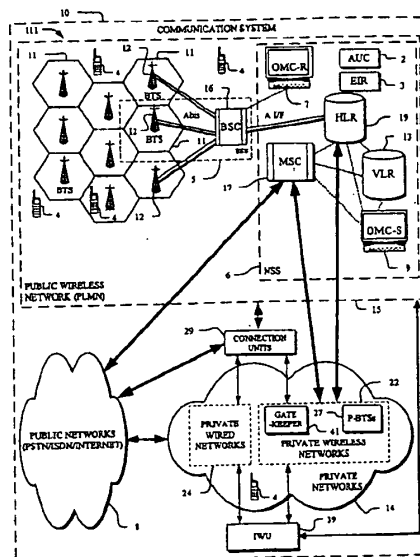 10
COMMUNICATION SYSTEM
111
11
12
11
4
BTS
Abis
16
4
OMC-R
AUC
2
EIR
3
7
BSC
A I/F
HLR
19
12
BTS
11
BSS
5
MSC
17
VLR
13
BTS
4
4
12
OMC-S
9
6
NSS
PUBLIC WIRELESS
NETWORK (PLMN)
15
29
CONNECTION
UNITS
22
GATE
-KEEPER
27
P-BTSs
41
PRIVATE
WIRED
NETWORKS
PRIVATE WIRELESS
NETWORKS
PUBLIC NETWORKS
(PSTN/ISDN/INTERNET)
4
PRIVATE
NETWORKS
24
14
8
IWU
39